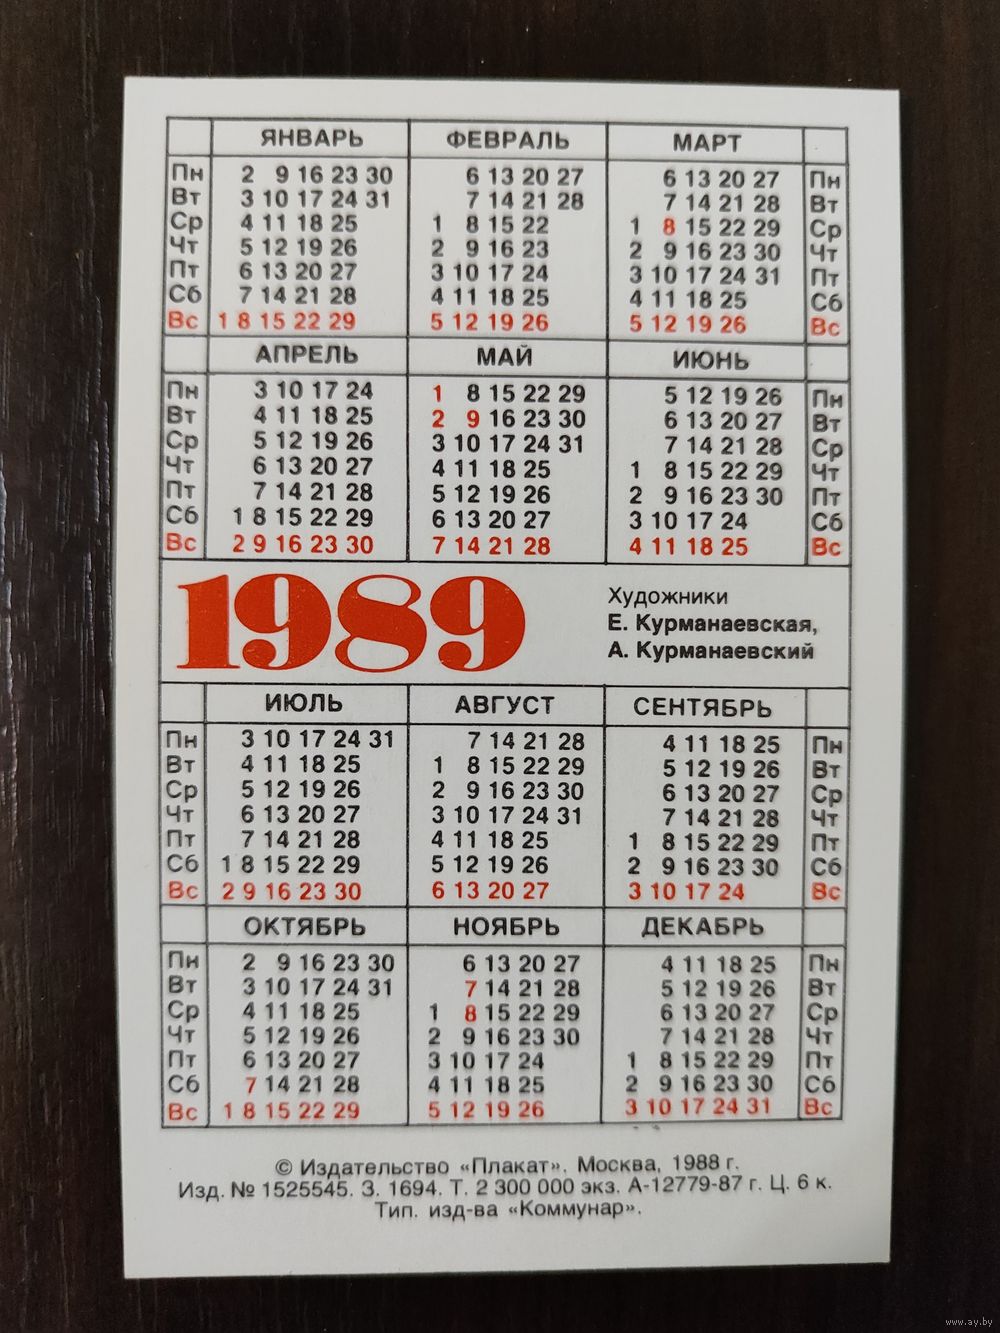 ЯНВАРЬ ФЕВРАЛЬ МАРТ
Пн 2 9 16 23 30 6 13 20 27 6 13 20 27 Пн
Вт 3 10 17 24 31 7 14 21 28 7 14 21 28 Вт
Ср 4 11 18 25 1 8 15 22 1 8 15 22 29 Ср
Чт 5 12 19 26 2 9 16 23 2 9 16 23 30 Чт
Пт 6 13 20 27 3 10 17 24 3 10 17 24 31 Пт
Сб 7 14 21 28 4 11 18 25 4 11 18 25 Сб
Вс 1 8 15 22 29 5 12 19 26 5 12 19 26 Вс
АПРЕЛЬ МАЙ ИЮНЬ
Пн 3 10 17 24 1 8 15 22 29 5 12 19 26 Пн
Вт 4 11 18 25 2 9 16 23 30 6 13 20 27 Вт
Ср 5 12 19 26 3 10 17 24 31 7 14 21 28 Ср
Чт 6 13 20 27 4 11 18 25 1 8 15 22 29 Чт
Пт 7 14 21 28 5 12 19 26 2 9 16 23 30 Пт
Сб 1 8 15 22 29 6 13 20 27 3 10 17 24 Сб
Вс 2 9 16 23 30 7 14 21 28 4 11 18 25 Вс
1989
Художники
Е. Курманаевская,
А. Курманаевский
ИЮЛЬ АВГУСТ СЕНТЯБРЬ
Пн 3 10 17 24 31 7 14 21 28 4 11 18 25 Пн
Вт 4 11 18 25 1 8 15 22 29 5 12 19 26 Вт
Ср 5 12 19 26 2 9 16 23 30 6 13 20 27 Ср
Чт 6 13 20 27 3 10 17 24 31 7 14 21 28 Чт
Пт 7 14 21 28 4 11 18 25 1 8 15 22 29 Пт
Сб 1 8 15 22 29 5 12 19 26 2 9 16 23 30 Сб
Вс 2 9 16 23 30 6 13 20 27 3 10 17 24 Вс
ОКТЯБРЬ НОЯБРЬ ДЕКАБРЬ
Пн 2 9 16 23 30 6 13 20 27 4 11 18 25 Пн
Вт 3 10 17 24 31 7 14 21 28 5 12 19 26 Вт
Ср 4 11 18 25 1 8 15 22 29 6 13 20 27 Ср
Чт 5 12 19 26 2 9 16 23 30 7 14 21 28 Чт
Пт 6 13 20 27 3 10 17 24 1 8 15 22 29 Пт
Сб 7 14 21 28 4 11 18 25 2 9 16 23 30 Сб
Вс 1 8 15 22 29 5 12 19 26 3 10 17 24 31 Вс
© Издательство «Плакат». Москва, 1988 г.
Изд. № 1525545. З. 1694. Т. 2 300 000 экз. А-12779-87 г. Ц. 6 к.
Тип. изд-ва «Коммунар».
www.ay.by